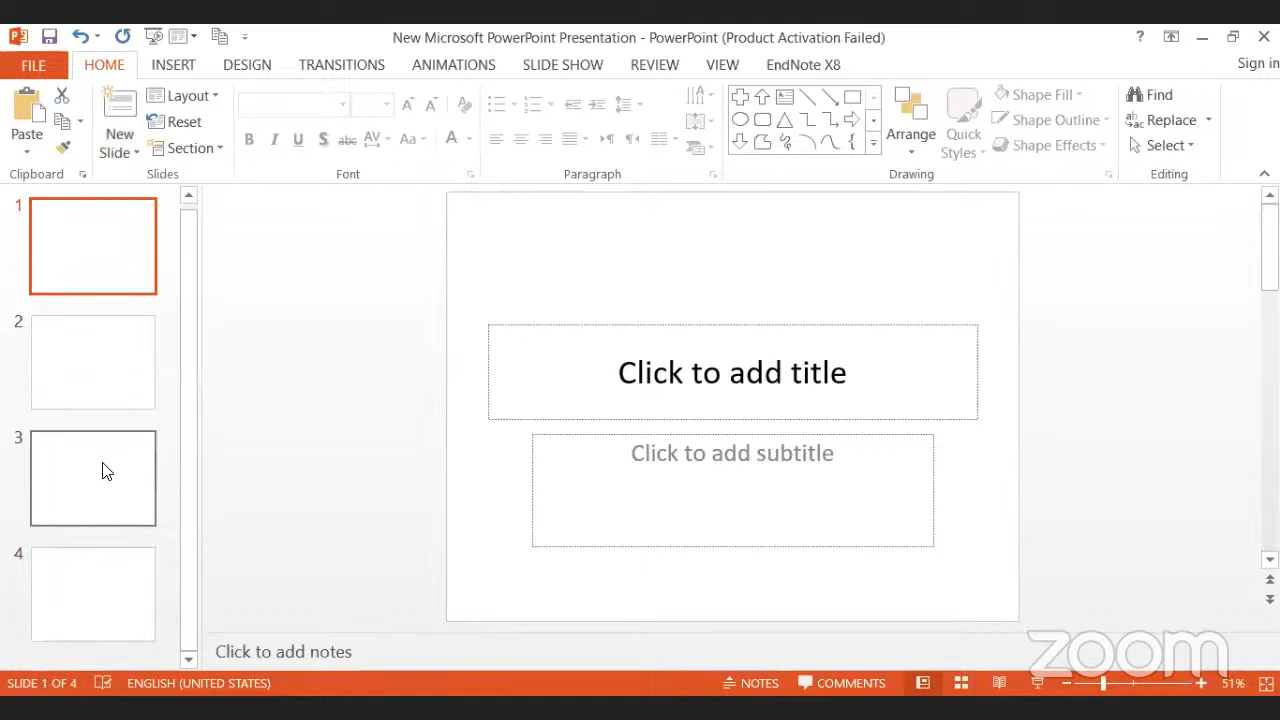 New Microsoft PowerPoint Presentation - PowerPoint (Product Activation Failed)
?
FILE HOME INSERT DESIGN TRANSITIONS ANIMATIONS SLIDE SHOW REVIEW VIEW EndNote X8 Sign in
Paste
New Slide
Layout
Reset
Section
B I U S abc AV Aa A
Arrange
Quick Styles
Shape Fill
Shape Outline
Shape Effects
Find
Replace
Select
Clipboard Slides Font Paragraph Drawing Editing
1
2
3
4
Click to add title
Click to add subtitle
Click to add notes
zoom
SLIDE 1 OF 4 ENGLISH (UNITED STATES) NOTES COMMENTS 51%